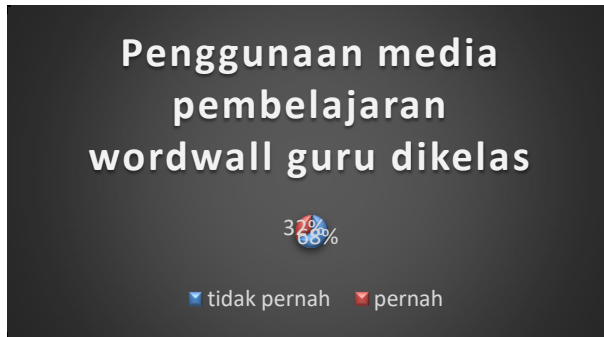 Penggunaan media
pembelajaran
wordwall guru dikelas
32%
68%
tidak pernah pernah